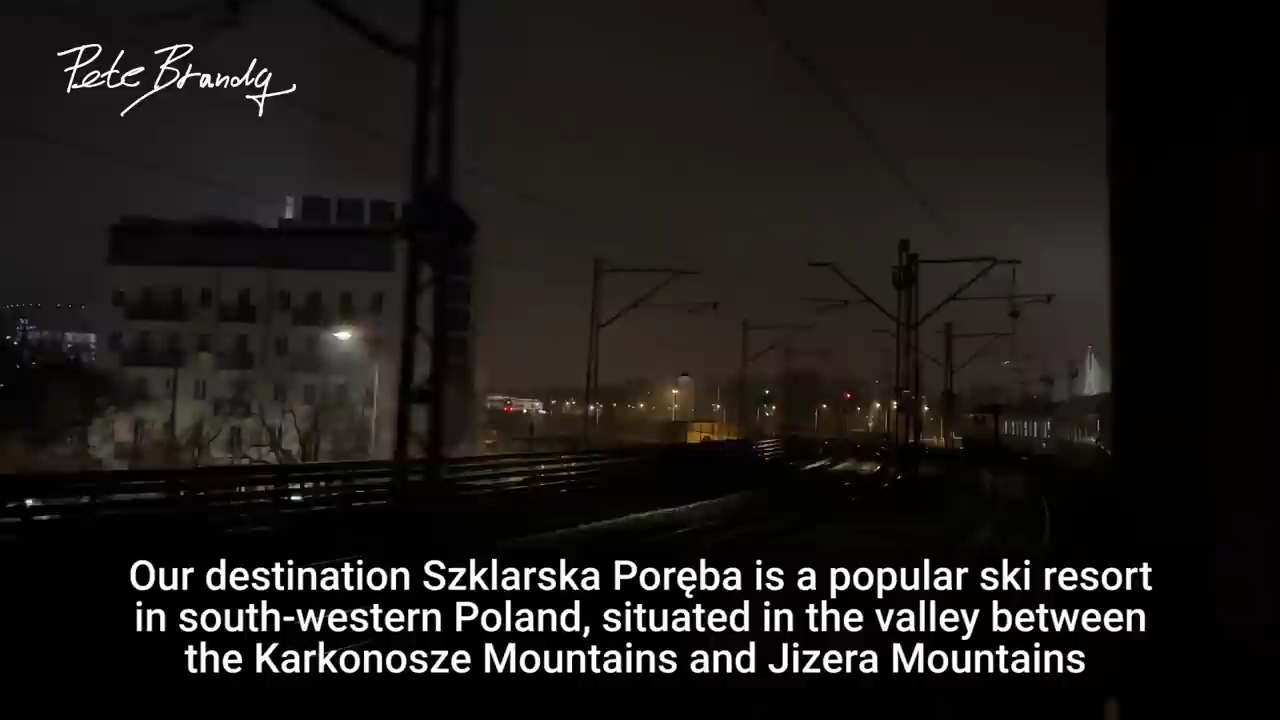 Pete Brandy
Our destination Szklarska Poręba is a popular ski resort
in south-western Poland, situated in the valley between
the Karkonosze Mountains and Jizera Mountains